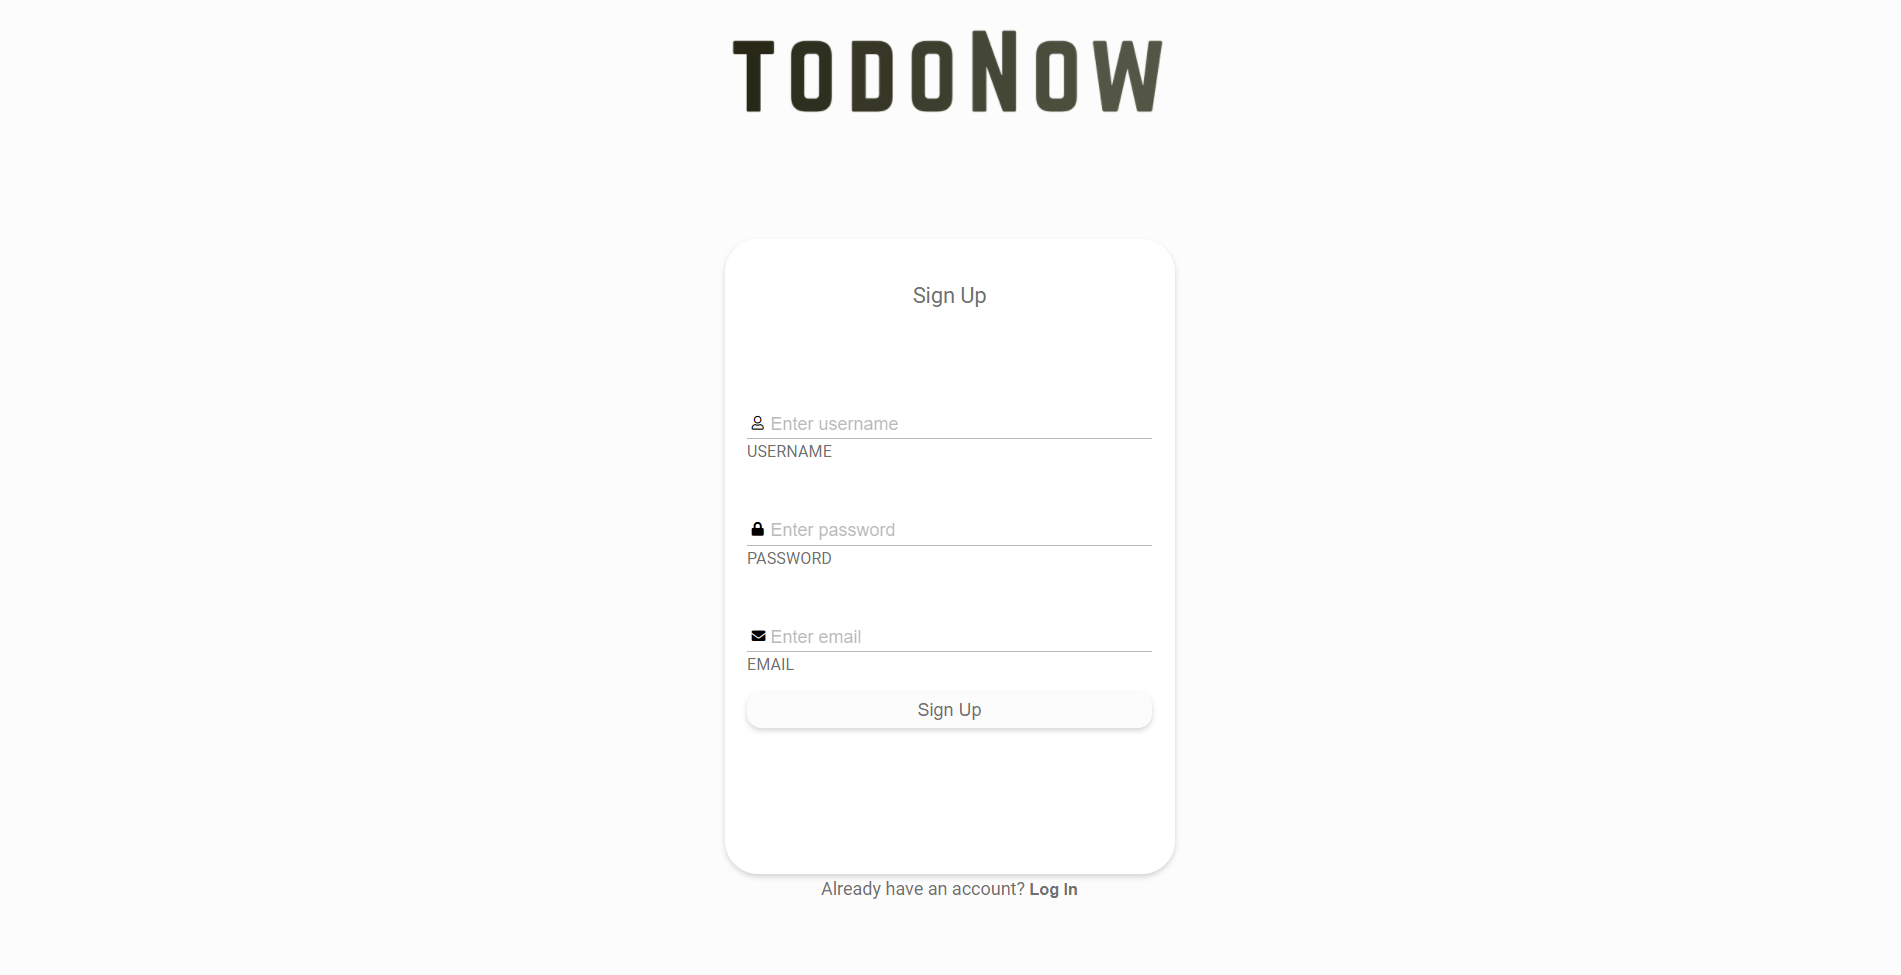 TODONOW
Sign Up
Enter username
USERNAME
Enter password
PASSWORD
Enter email
EMAIL
Sign Up
Already have an account? Log In